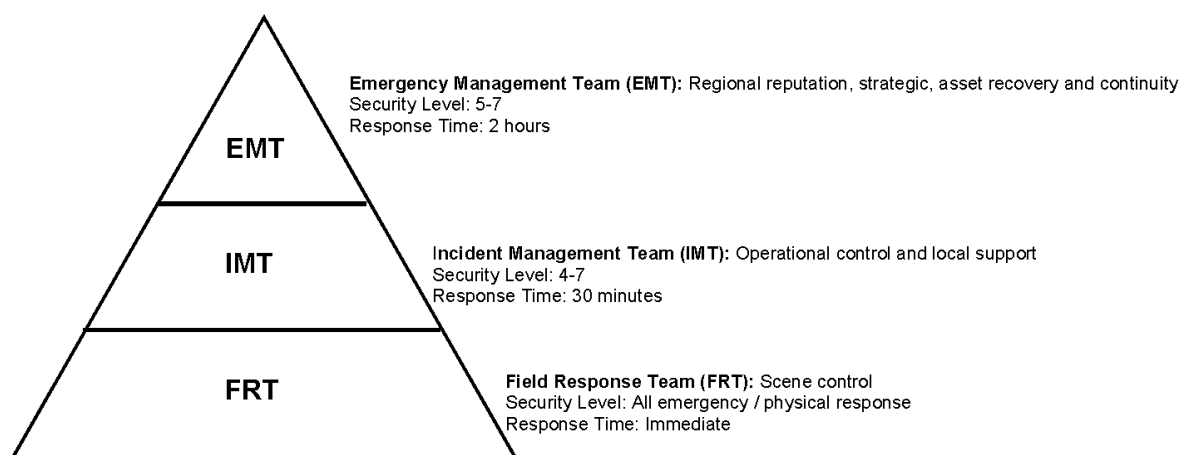 Emergency Management Team (EMT): Regional reputation, strategic, asset recovery and continuity
Security Level: 5-7
Response Time: 2 hours
EMT
Incident Management Team (IMT): Operational control and local support
Security Level: 4-7
Response Time: 30 minutes
IMT
Field Response Team (FRT): Scene control
Security Level: All emergency / physical response
Response Time: Immediate
FRT